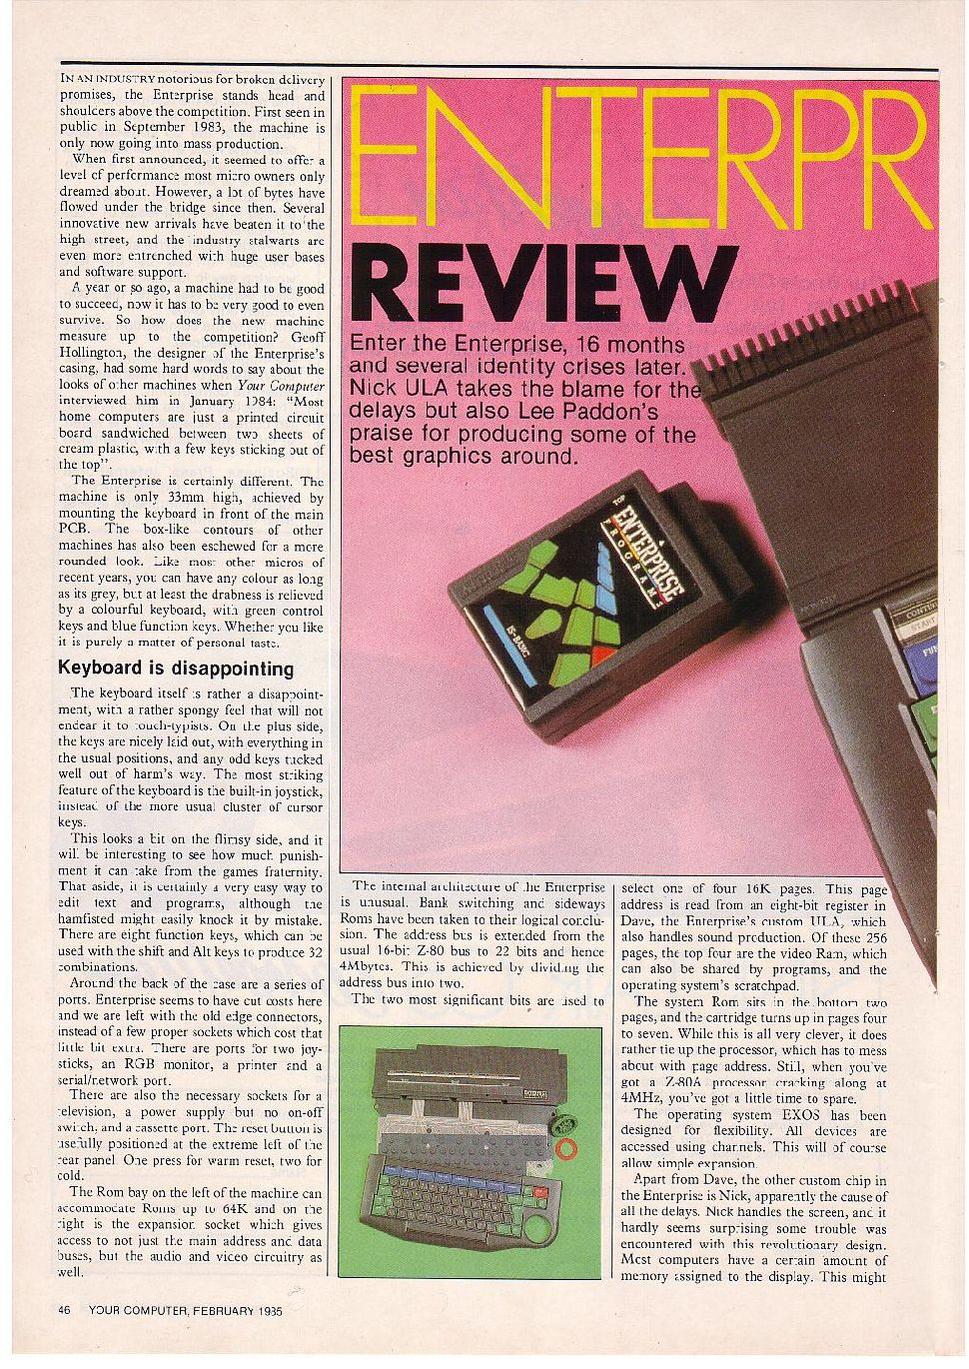 IN AN INDUSTRY notorious for broken delivery
promises, the Enterprise stands head and
shoulders above the competition. First seen in
public in September 1983, the machine is
only now going into mass production.
When first announced, it seemed to offer a
level of performance most micro owners only
dreamed about. However, a lot of bytes have
flowed under the bridge since then. Several
innovative new arrivals have beaten it to the
high street, and the industry stalwarts are
even more entrenched with huge user bases
and software support.
A year or so ago, a machine had to be good
to succeed, now it has to be very good to even
survive. So how does the new machine
measure up to the competition? Geoff
Hollington, the designer of the Enterprise's
casing, had some hard words to say about the
looks of other machines when Your Computer
interviewed him in January 1984: "Most
home computers are just a printed circuit
board sandwiched between two sheets of
cream plastic, with a few keys sticking out of
the top".
The Enterprise is certainly different. The
machine is only 33mm high, achieved by
mounting the keyboard in front of the main
PCB. The box-like contours of other
machines has also been eschewed for a more
rounded look. Like most other micros of
recent years, you can have any colour as long
as its grey, but at least the drabness is relieved
by a colourful keyboard, with green control
keys and blue function keys. Whether you like
it is purely a matter of personal taste.
Keyboard is disappointing
The keyboard itself is rather a disappoint-
ment, with a rather spongy feel that will not
endear it to touch-typists. On the plus side,
the keys are nicely laid out, with everything in
the usual positions, and any odd keys tucked
well out of harm's way. The most striking
feature of the keyboard is the built-in joystick,
instead of the more usual cluster of cursor
keys.
This looks a bit on the flimsy side, and it
will be interesting to see how much punish-
ment it can take from the games fraternity.
That aside, it is certainly a very easy way to
edit text and programs, although the
hamfisted might easily knock it by mistake.
There are eight function keys, which can be
used with the shift and Alt keys to produce 32
combinations.
Around the back of the case are a series of
ports. Enterprise seems to have cut costs here
and we are left with the old edge connectors,
instead of a few proper sockets which cost that
little bit extra. There are ports for two joy-
sticks, an RGB monitor, a printer and a
serial/network port.
There are also the necessary sockets for a
television, a power supply but no on-off
switch, and a cassette port. The reset button is
usefully positioned at the extreme left of the
rear panel. One press for warm reset, two for
cold.
The Rom bay on the left of the machine can
accommodate Roms up to 64K and on the
right is the expansion socket which gives
access to not just the main address and data
buses, but the audio and video circuitry as
well.
ENTERPR
REVIEW
Enter the Enterprise, 16 months
and several identity crises later.
Nick ULA takes the blame for the
delays but also Lee Paddon's
praise for producing some of the
best graphics around.
ENTERPRISE
PROGRAMS
IS-BASIC
START
FUN
The internal architecture of the Enterprise
is unusual. Bank switching and sideways
Roms have been taken to their logical conclu-
sion. The address bus is extended from the
usual 16-bit Z-80 bus to 22 bits and hence
4Mbytes. This is achieved by dividing the
address bus into two.
The two most significant bits are used to
select one of four 16K pages. This page
address is read from an eight-bit register in
Dave, the Enterprise's custom ULA, which
also handles sound production. Of these 256
pages, the top four are the video Ram, which
can also be shared by programs, and the
operating system's scratchpad.
The system Rom sits in the bottom two
pages, and the cartridge turns up in pages four
to seven. While this is all very clever, it does
rather tie up the processor, which has to mess
about with page address. Still, when you've
got a Z-80A processor cracking along at
4MHz, you've got a little time to spare.
The operating system EXOS has been
designed for flexibility. All devices are
accessed using channels. This will of course
allow simple expansion.
Apart from Dave, the other custom chip in
the Enterprise is Nick, apparently the cause of
all the delays. Nick handles the screen, and it
hardly seems surprising some trouble was
encountered with this revolutionary design.
Most computers have a certain amount of
memory assigned to the display. This might
46 YOUR COMPUTER, FEBRUARY 1985